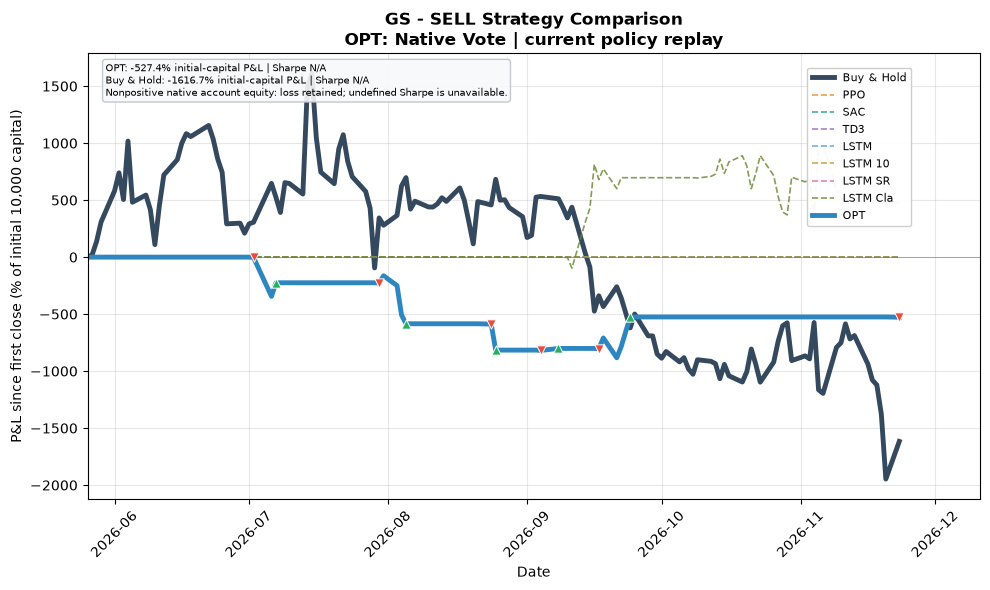 GS - SELL Strategy Comparison
OPT: Native Vote | current policy replay
OPT: -527.4% initial-capital P&L | Sharpe N/A
Buy & Hold: -1616.7% initial-capital P&L | Sharpe N/A
Nonpositive native account equity: loss retained; undefined Sharpe is unavailable.
Buy & Hold
PPO
SAC
TD3
LSTM
LSTM 10
LSTM SR
LSTM Cla
OPT
P&L since first close (% of initial 10,000 capital)
1500
1000
500
0
−500
−1000
−1500
−2000
2026-06
2026-07
2026-08
2026-09
2026-10
2026-11
2026-12
Date